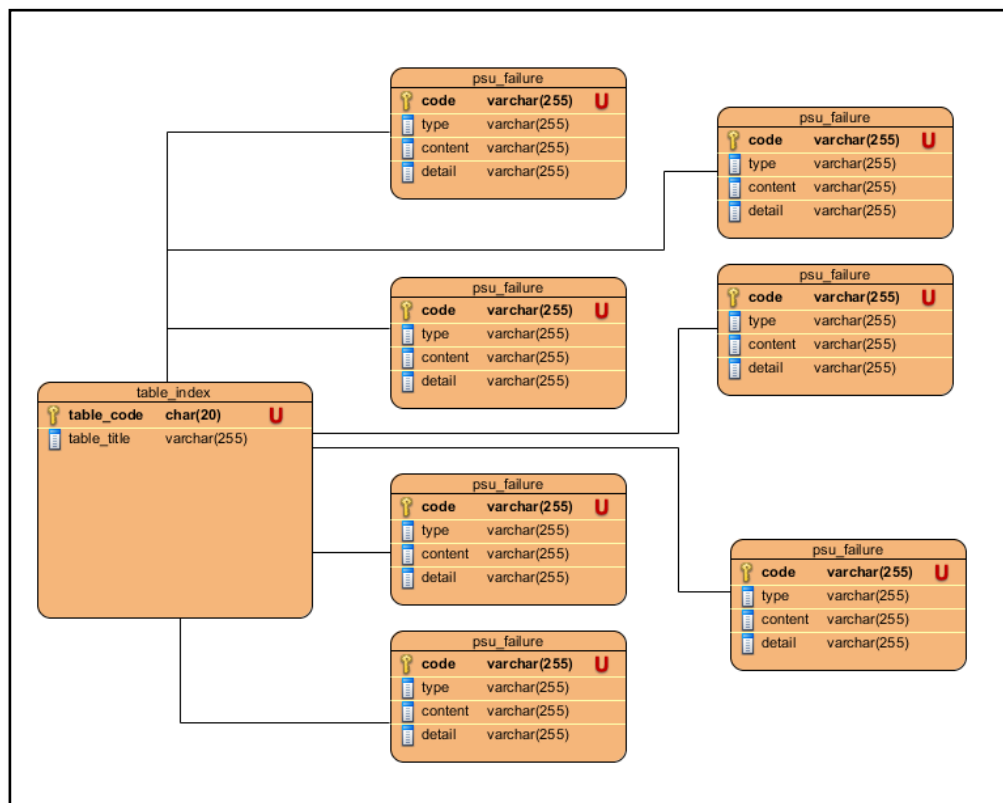 psu_failure
code varchar(255) U
type varchar(255)
content varchar(255)
detail varchar(255)
psu_failure
code varchar(255) U
type varchar(255)
content varchar(255)
detail varchar(255)
psu_failure
code varchar(255) U
type varchar(255)
content varchar(255)
detail varchar(255)
psu_failure
code varchar(255) U
type varchar(255)
content varchar(255)
detail varchar(255)
table_index
table_code char(20) U
table_title varchar(255)
psu_failure
code varchar(255) U
type varchar(255)
content varchar(255)
detail varchar(255)
psu_failure
code varchar(255) U
type varchar(255)
content varchar(255)
detail varchar(255)
psu_failure
code varchar(255) U
type varchar(255)
content varchar(255)
detail varchar(255)